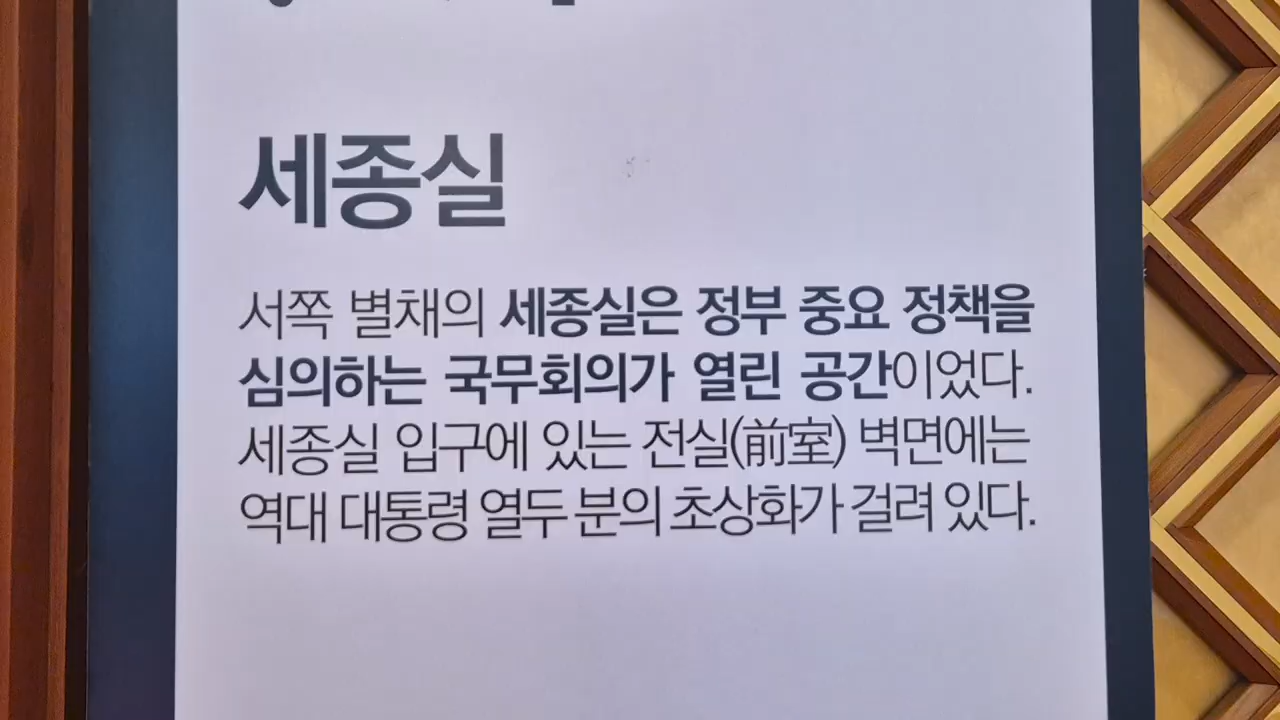 세종실
서쪽 별채의 세종실은 정부 중요 정책을
심의하는 국무회의가 열린 공간이었다.
세종실 입구에 있는 전실(前室) 벽면에는
역대 대통령 열두 분의 초상화가 걸려 있다.